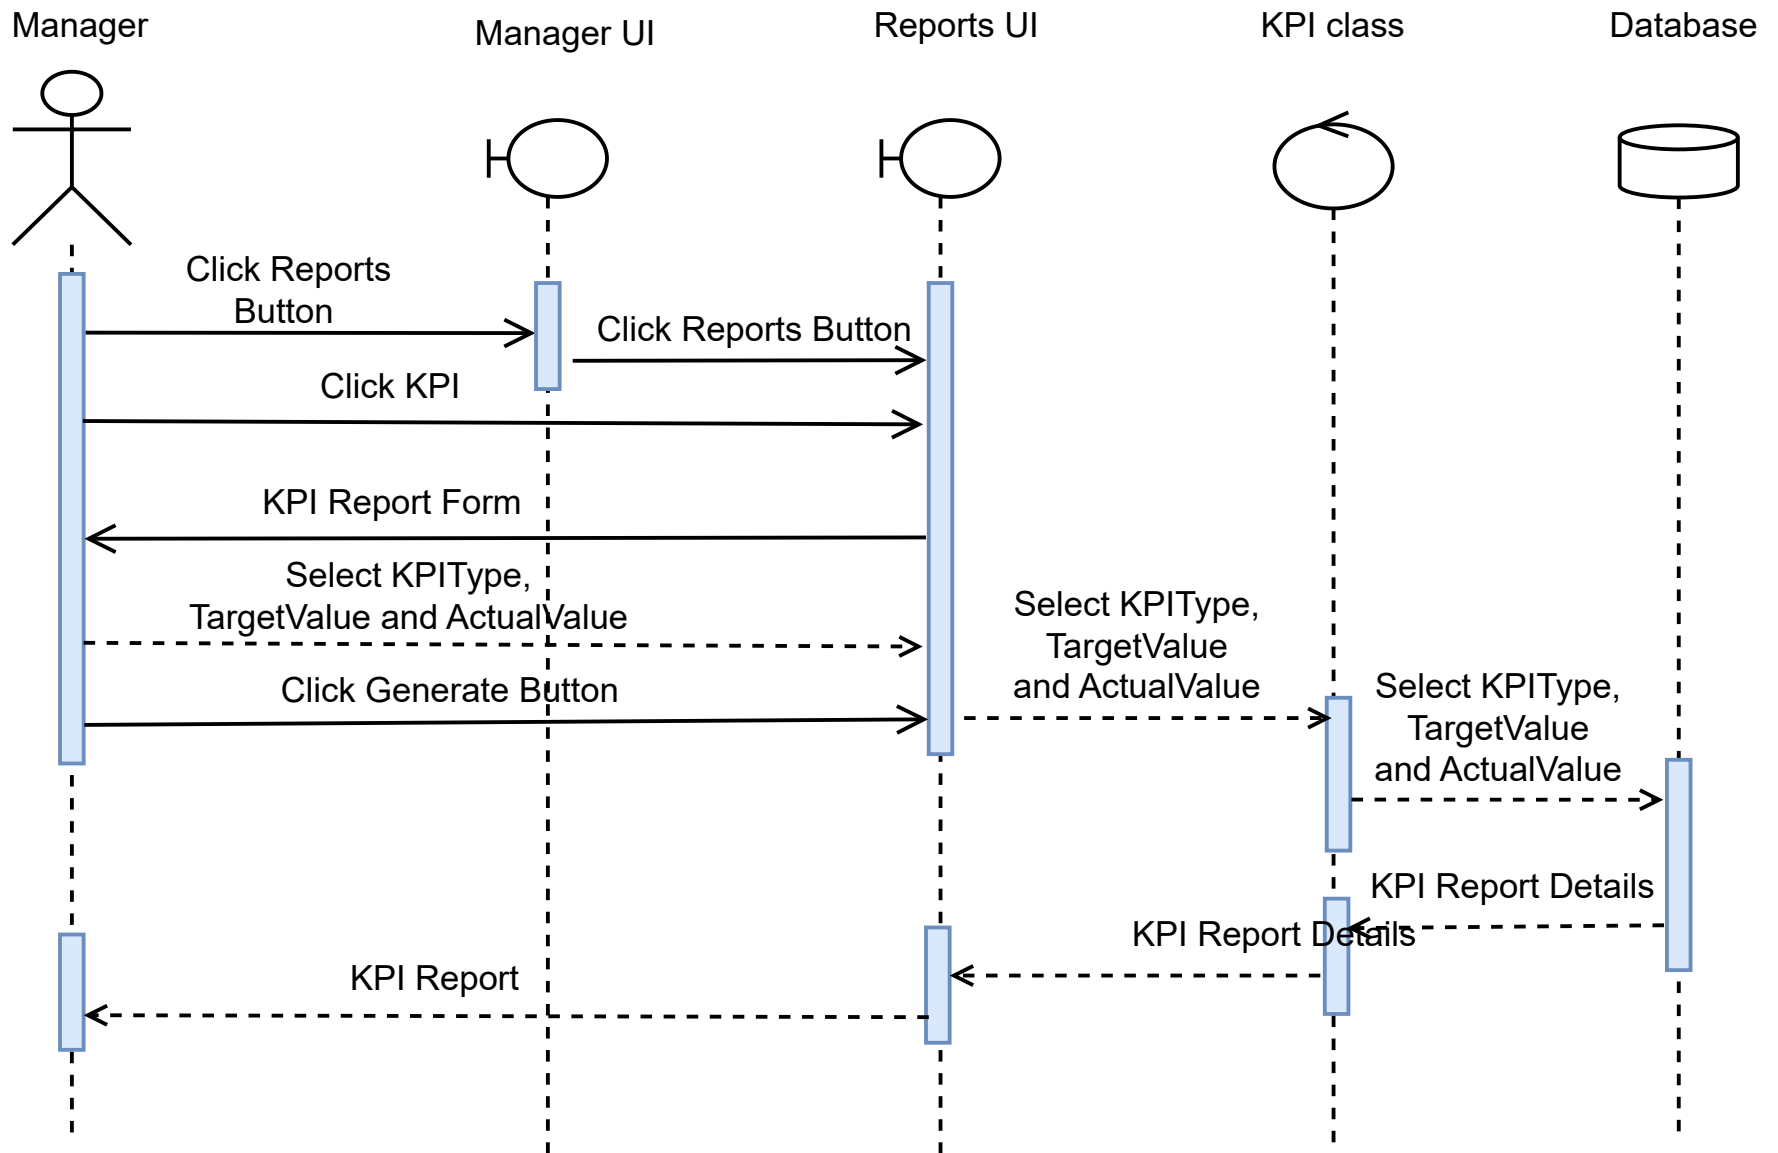 Manager
Manager UI
Reports UI
KPI class
Database
Click Reports
Button
Click Reports Button
Click KPI
KPI Report Form
Select KPIType,
TargetValue and ActualValue
Select KPIType,
TargetValue
and ActualValue
Click Generate Button
Select KPIType,
TargetValue
and ActualValue
KPI Report Details
KPI Report Details
KPI Report